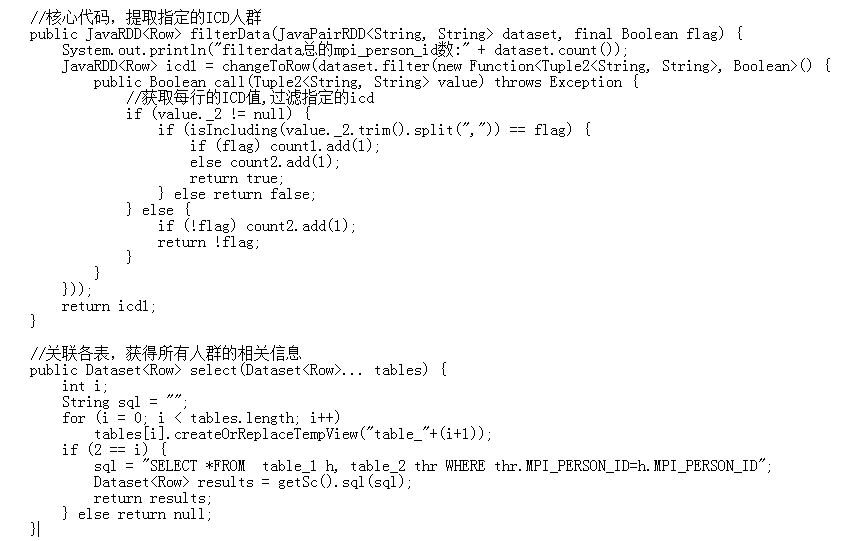 //核心代码，提取指定的ICD人群
public JavaRDD<Row> filterData(JavaPairRDD<String, String> dataset, final Boolean flag) {
    System.out.println("filterdata总的mpi_person_id数:" + dataset.count());
    JavaRDD<Row> icd1 = changeToRow(dataset.filter(new Function<Tuple2<String, String>, Boolean>() {
        public Boolean call(Tuple2<String, String> value) throws Exception {
            //获取每行的ICD值,过滤指定的icd
            if (value._2 != null) {
                if (isIncluding(value._2.trim().split(",")) == flag) {
                    if (flag) count1.add(1);
                    else count2.add(1);
                    return true;
                } else return false;
            } else {
                if (!flag) count2.add(1);
                return !flag;
            }
        }
    }));
    return icd1;
}

//关联各表，获得所有人群的相关信息
public Dataset<Row> select(Dataset<Row>... tables) {
    int i;
    String sql = "";
    for (i = 0; i < tables.length; i++)
        tables[i].createOrReplaceTempView("table_"+(i+1));
    if (2 == i) {
        sql = "SELECT *FROM  table_1 h, table_2 thr WHERE thr.MPI_PERSON_ID=h.MPI_PERSON_ID";
        Dataset<Row> results = getSc().sql(sql);
        return results;
    } else return null;
}